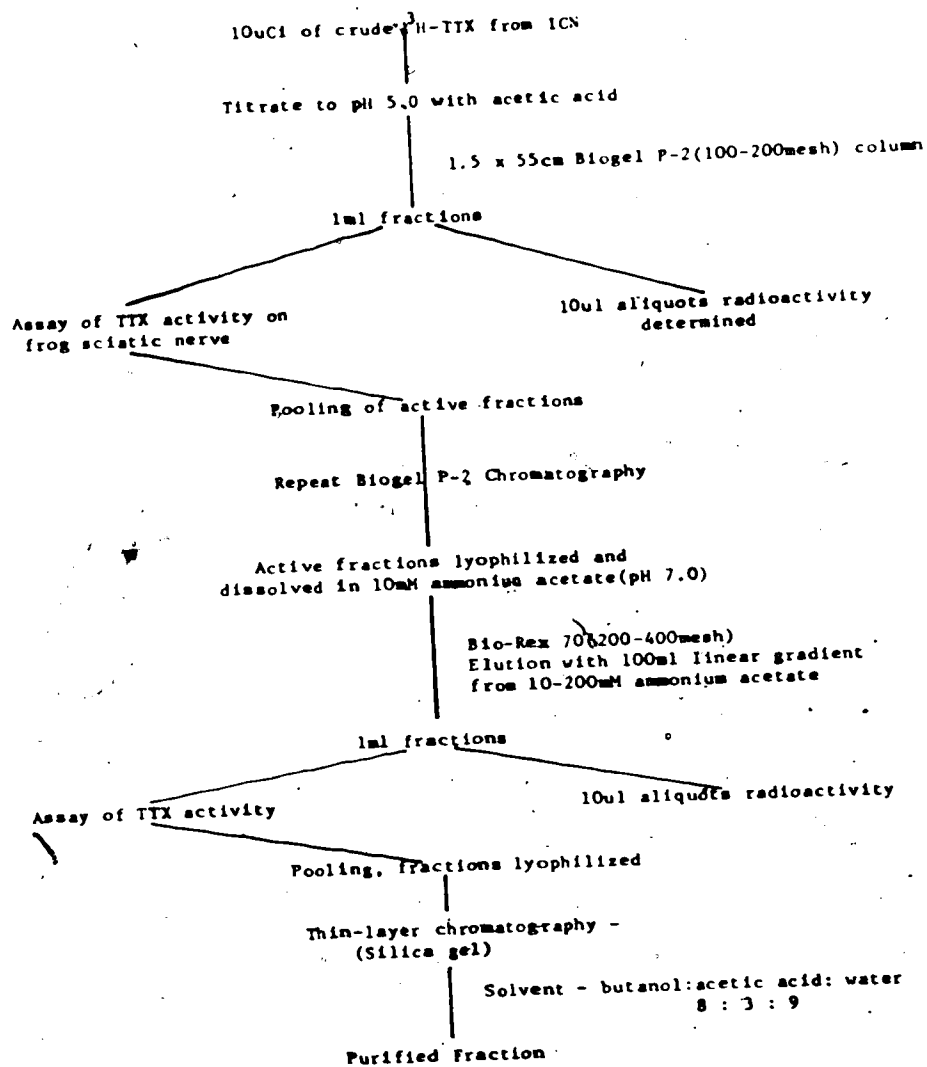 10uCi of crude ³H-TTX from ICN
Titrate to pH 5.0 with acetic acid
1.5 x 55cm Biogel P-2(100-200mesh) column
1ml fractions
Assay of TTX activity on
frog sciatic nerve
10ul aliquots radioactivity
determined
Pooling of active fractions
Repeat Biogel P-2 Chromatography
Active fractions lyophilized and
dissolved in 10mM ammonium acetate(pH 7.0)
Bio-Rex 70(200-400mesh)
Elution with 100ml linear gradient
from 10-200mM ammonium acetate
1ml fractions
Assay of TTX activity
10ul aliquots radioactivity
Pooling, fractions lyophilized
Thin-layer chromatography -
(Silica gel)
Solvent - butanol:acetic acid: water
8 : 3 : 9
Purified Fraction